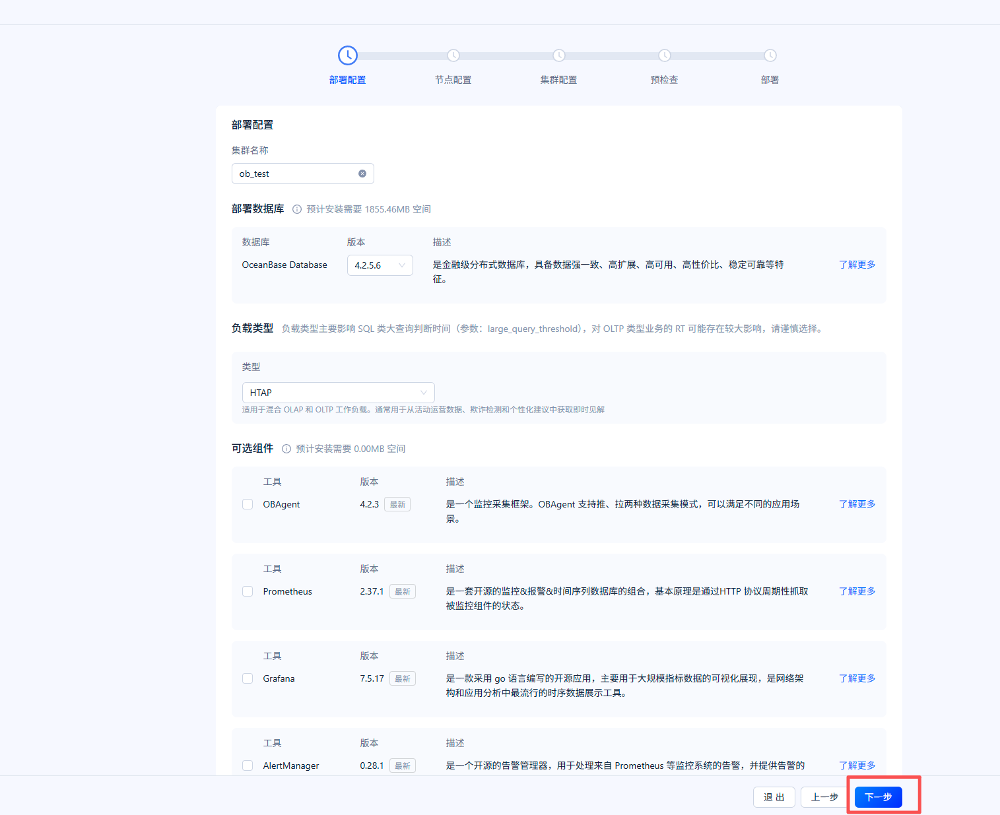 部署配置
节点配置
集群配置
预检查
部署
部署配置
集群名称
ob_test
部署数据库 预计安装需要 1855.46MB 空间
数据库 版本 描述
OceanBase Database 4.2.5.6 是金融级分布式数据库，具备数据强一致、高扩展、高可用、高性价比、稳定可靠等特 了解更多
征。
负载类型 负载类型主要影响 SQL 类大查询判断时间（参数：large_query_threshold），对 OLTP 类型业务的 RT 可能存在较大影响，请谨慎选择。
类型
HTAP
适用于混合 OLAP 和 OLTP 工作负载。通常用于从活动运营数据、欺诈检测和个性化建议中获取即时见解
可选组件 预计安装需要 0.00MB 空间
工具 版本 描述
OBAgent 4.2.3 最新 是一个监控采集框架。OBAgent 支持推、拉两种数据采集模式，可以满足不同的应用场 了解更多
景。
工具 版本 描述
Prometheus 2.37.1 最新 是一套开源的监控&报警&时间序列数据库的组合，基本原理是通过HTTP 协议周期性抓取 了解更多
被监控组件的状态。
工具 版本 描述
Grafana 7.5.17 最新 是一款采用 go 语言编写的开源应用，主要用于大规模指标数据的可视化展现，是网络架 了解更多
构和应用分析中最流行的时序数据展示工具。
工具 版本 描述
AlertManager 0.28.1 最新 是一个开源的告警管理器，用于处理来自 Prometheus 等监控系统的告警，并提供告警的 了解更多
退 出 上一步 下一步